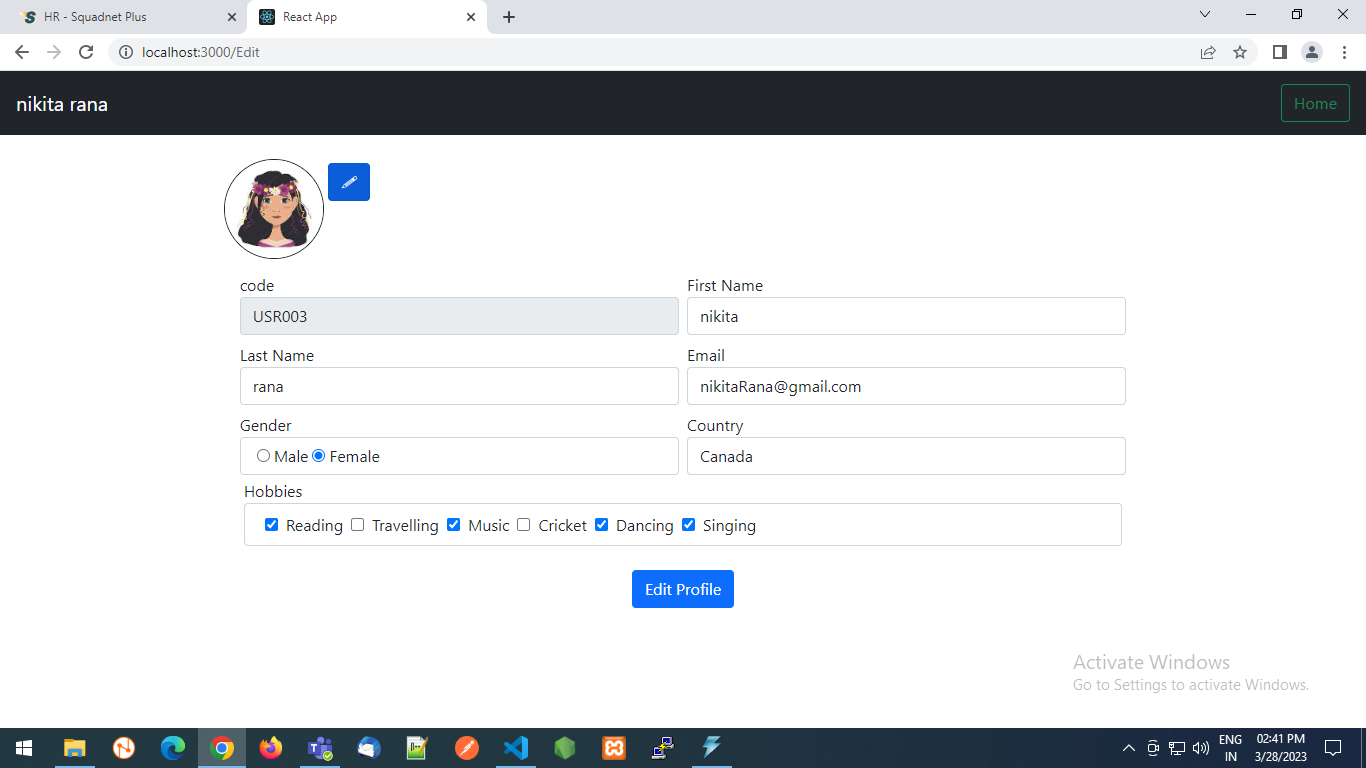 HR - Squadnet Plus
React App
localhost:3000/Edit
nikita rana
Home
code
First Name
USR003
nikita
Last Name
Email
rana
nikitaRana@gmail.com
Gender
Country
Male Female
Canada
Hobbies
Reading Travelling Music Cricket Dancing Singing
Edit Profile
Activate Windows
Go to Settings to activate Windows.
ENG
02:41 PM
IN
3/28/2023